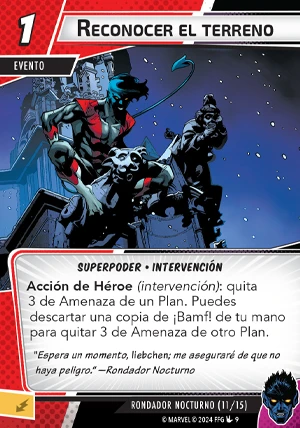 1
RECONOCER EL TERRENO
EVENTO
SUPERPODER • INTERVENCIÓN
Acción de Héroe (intervención): quita
3 de Amenaza de un Plan. Puedes
descartar una copia de ¡Bamf! de tu mano
para quitar 3 de Amenaza de otro Plan.
"Espera un momento, liebchen; me aseguraré de que no
haya peligro." —Rondador Nocturno
RONDADOR NOCTURNO (11/15)
© MARVEL © 2024 FFG 9